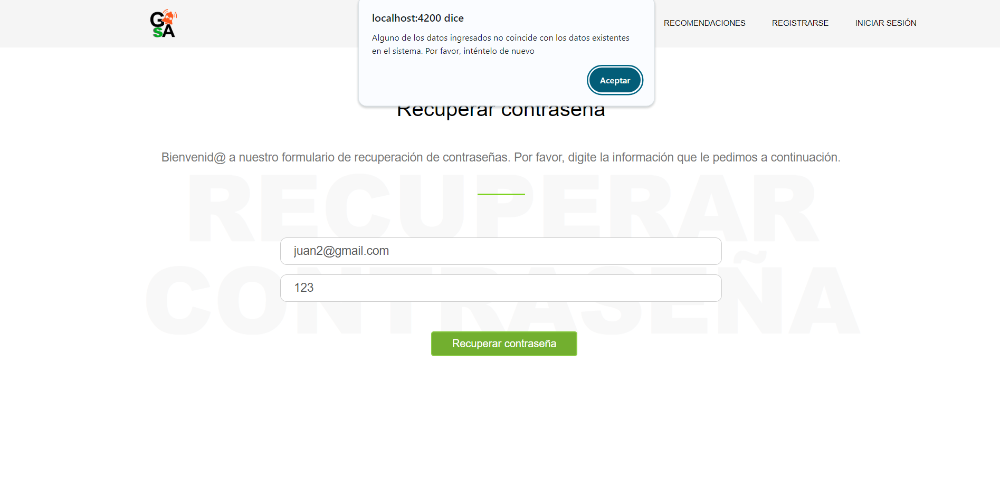 GSA
RECOMENDACIONES
REGISTRARSE
INICIAR SESIÓN
localhost:4200 dice
Alguno de los datos ingresados no coincide con los datos existentes
en el sistema. Por favor, inténtelo de nuevo
Aceptar
Recuperar contraseña
Bienvenid@ a nuestro formulario de recuperación de contraseñas. Por favor, digite la información que le pedimos a continuación.
RECUPERAR
CONTRASEÑA
juan2@gmail.com
123
Recuperar contraseña